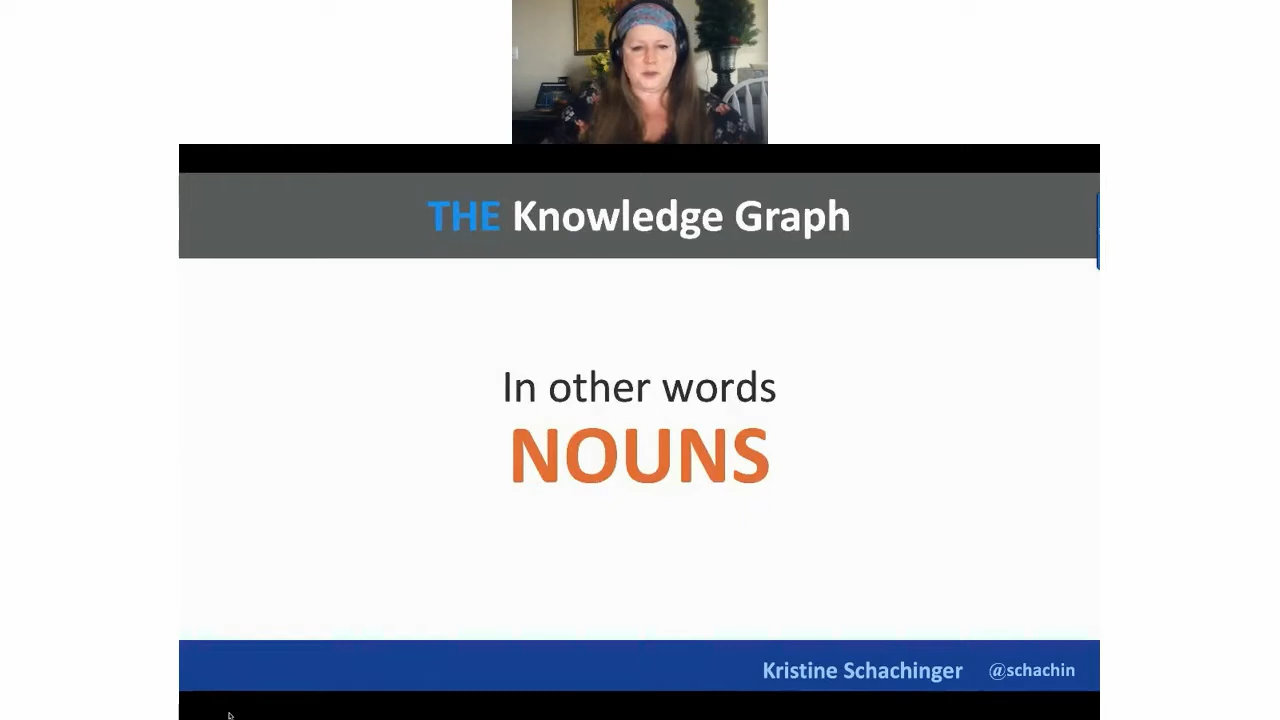 THE Knowledge Graph
In other words
NOUNS
Kristine Schachinger @schachin